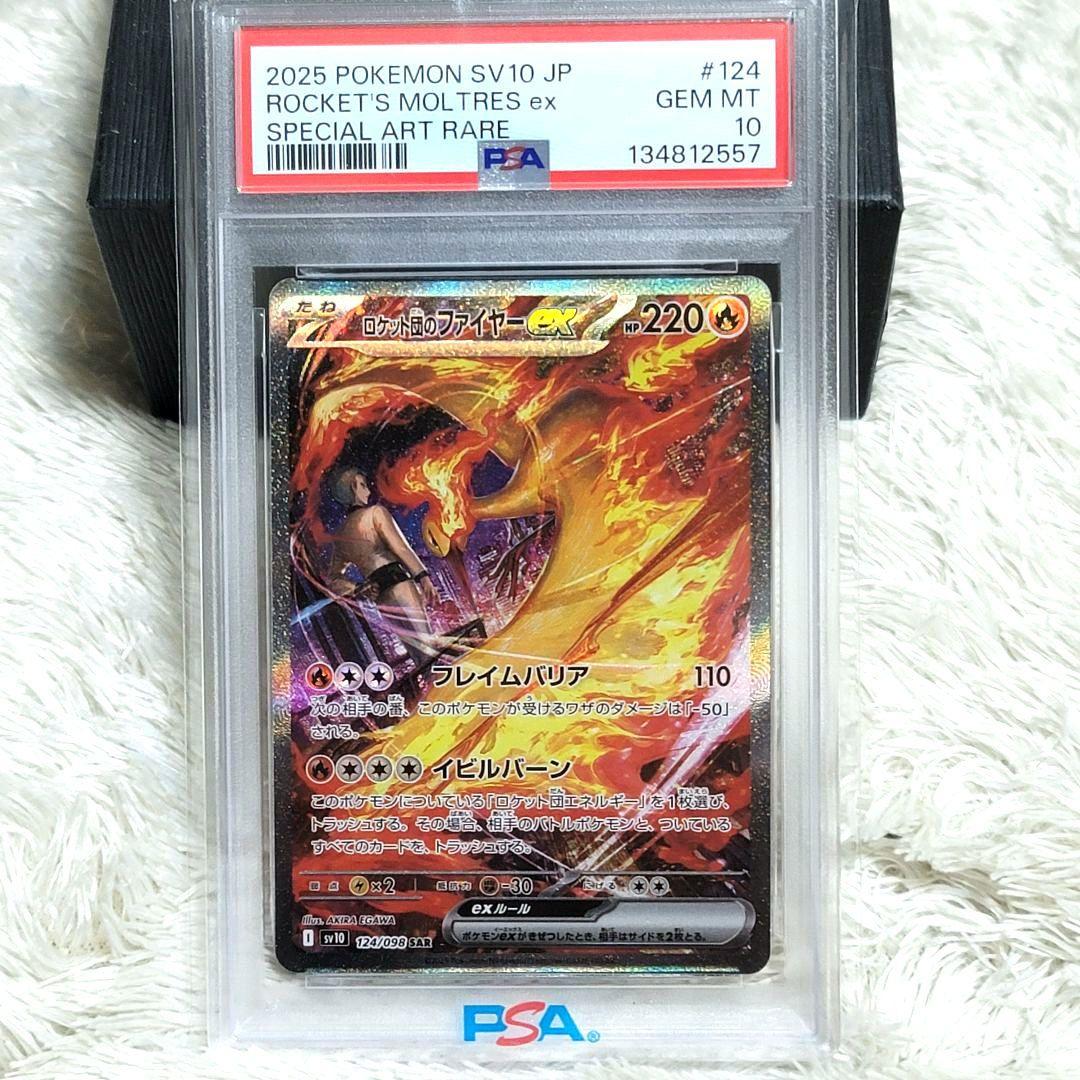 2025 POKEMON SV10 JP #124
ROCKET'S MOLTRES ex GEM MT
SPECIAL ART RARE 10
PSA 134812557
たね
ロケット団のファイヤーex HP220
フレイムバリア 110
次の相手の番、このポケモンが受けるワザのダメージは「-50」
される。
イビルバーン
このポケモンについている「ロケット団エネルギー」を1枚選び、
トラッシュする。その場合、相手のバトルポケモンと、ついている
すべてのカードを、トラッシュする。
弱点 ×2 抵抗力 -30 にげる
exルール
ポケモンexがきぜつしたとき、相手はサイドを2枚とる。
Illus. AKIRA EGAWA
I sv10 124/098 SAR
PSA®